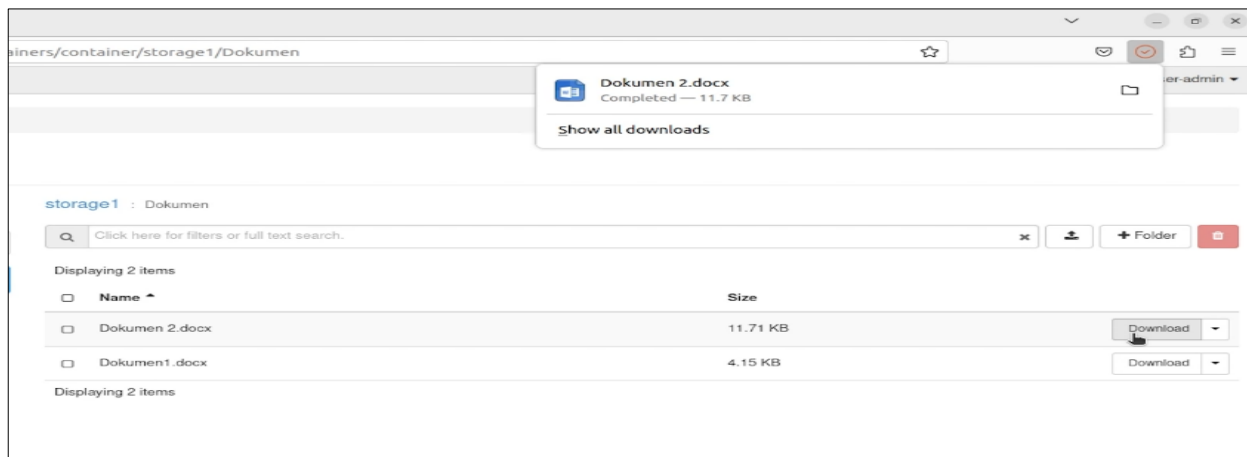 ainers/container/storage1/Dokumen
er-admin
Dokumen 2.docx
Completed — 11.7 KB
Show all downloads
storage1 : Dokumen
Click here for filters or full text search.
+ Folder
Displaying 2 items
Name Size
Dokumen 2.docx 11.71 KB Download
Dokumen1.docx 4.15 KB Download
Displaying 2 items